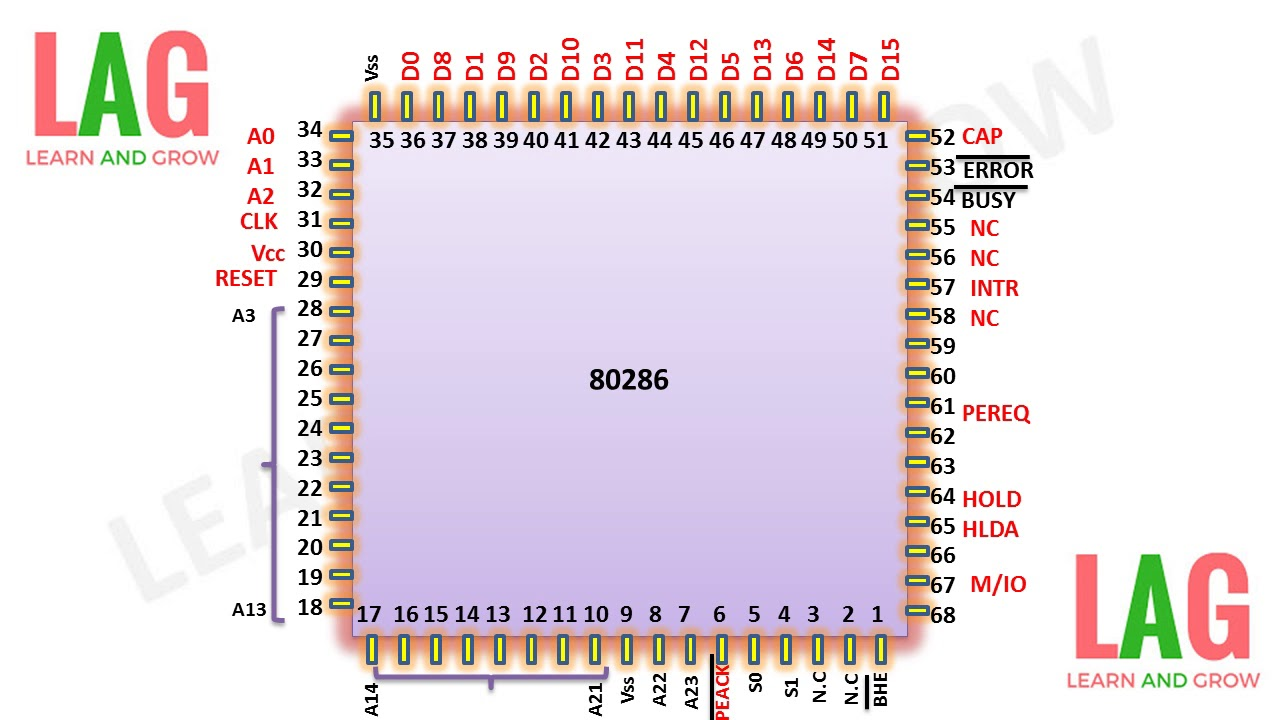 LAG
LEARN AND GROW
Vss D0 D8 D1 D9 D2 D10 D3 D11 D4 D12 D5 D13 D6 D14 D7 D15
35 36 37 38 39 40 41 42 43 44 45 46 47 48 49 50 51
A0 34
A1 33
A2 32
CLK 31
Vcc 30
RESET 29
A3 28
27
26
25
24
23
22
21
20
19
A13 18
80286
52 CAP
53 ERROR
54 BUSY
55 NC
56 NC
57 INTR
58 NC
59
60
61 PEREQ
62
63
64 HOLD
65 HLDA
66
67 M/IO
68
17 16 15 14 13 12 11 10 9 8 7 6 5 4 3 2 1
A14 A21 Vss A22 A23 PEACK S0 S1 N.C N.C BHE
LAG
LEARN AND GROW
LEA OW